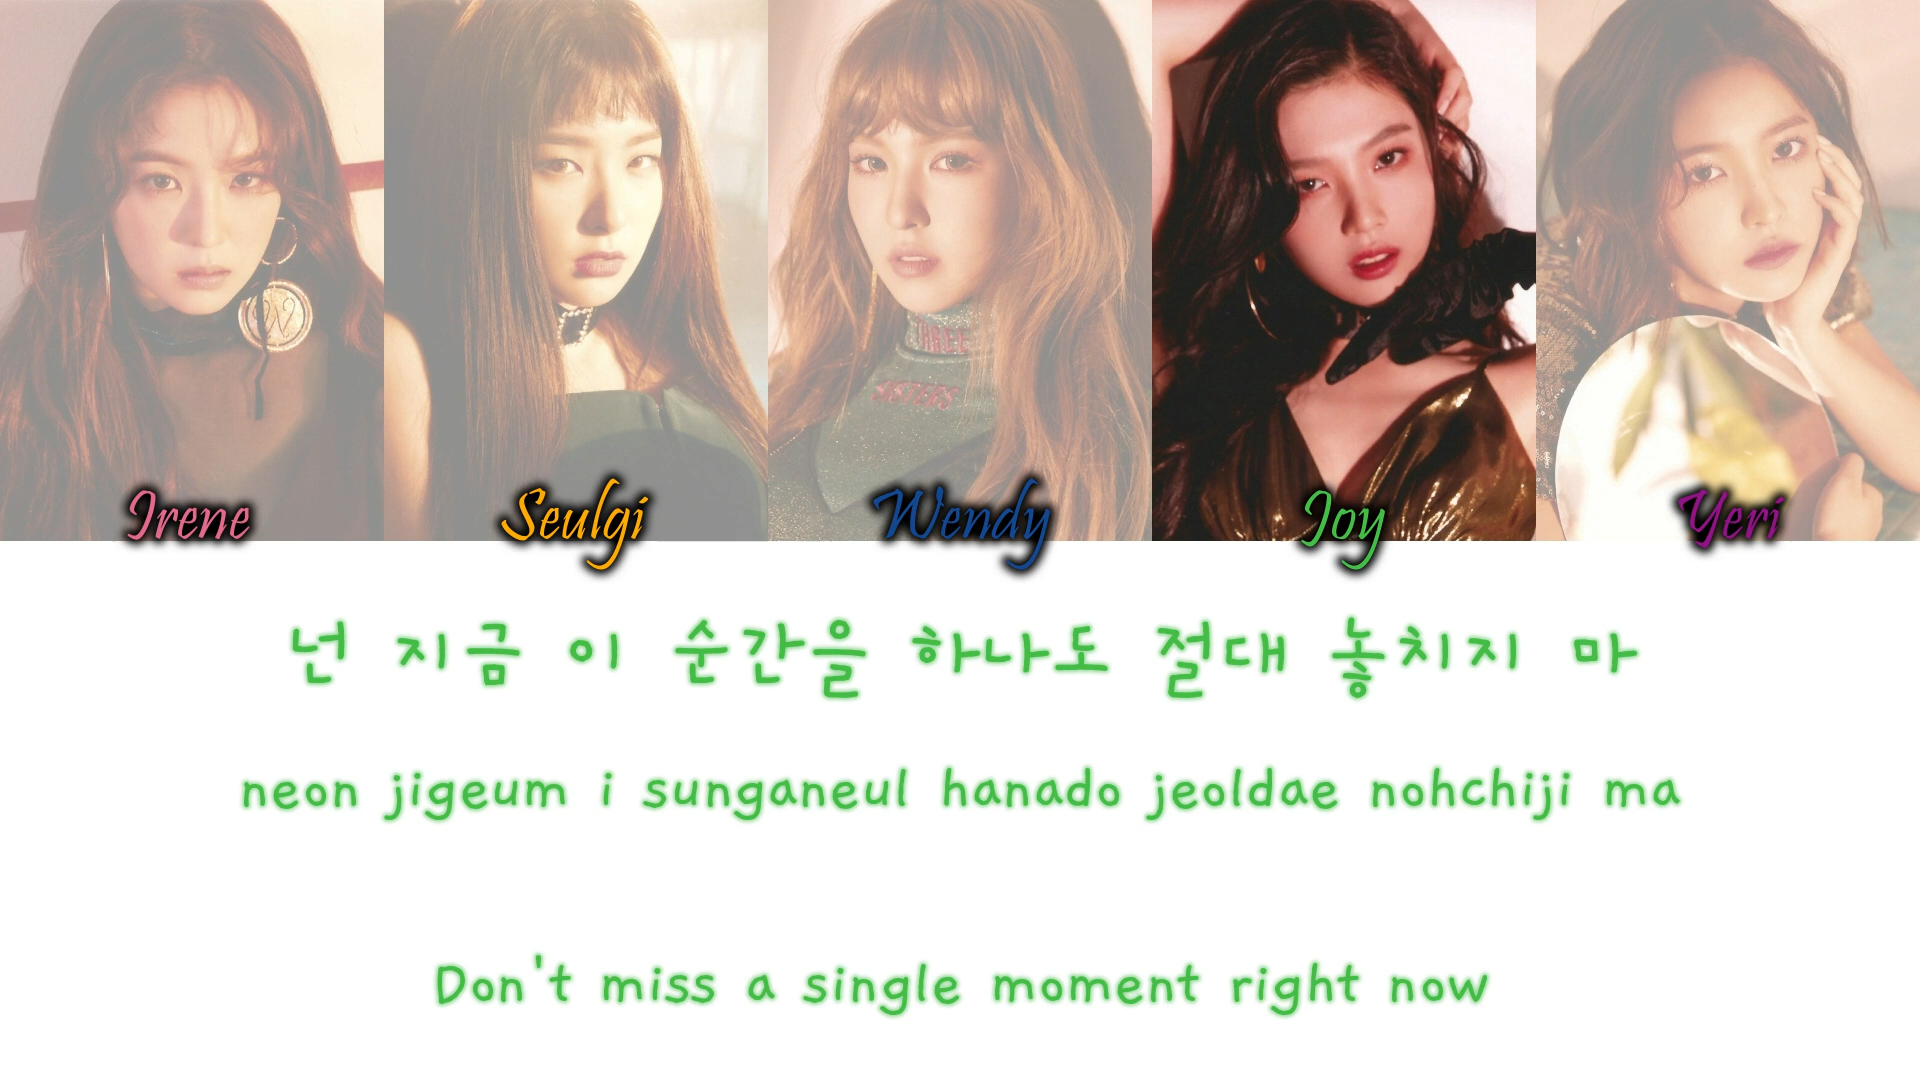 Irene Seulgi Wendy Joy Yeri
SISTERS
넌 지금 이 순간을 하나도 절대 놓치지 마
neon jigeum i sunganeul hanado jeoldae nohchiji ma
Don't miss a single moment right now